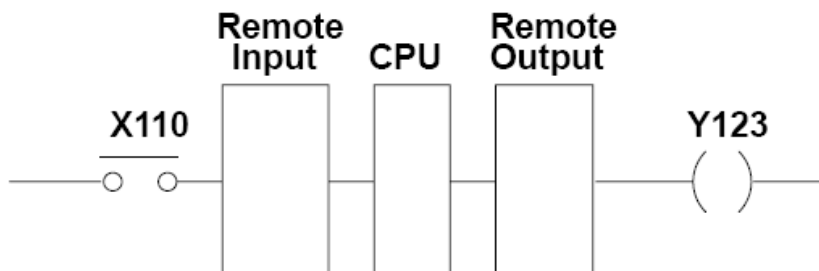 Remote
Input
CPU
Remote
Output
X110
Y123